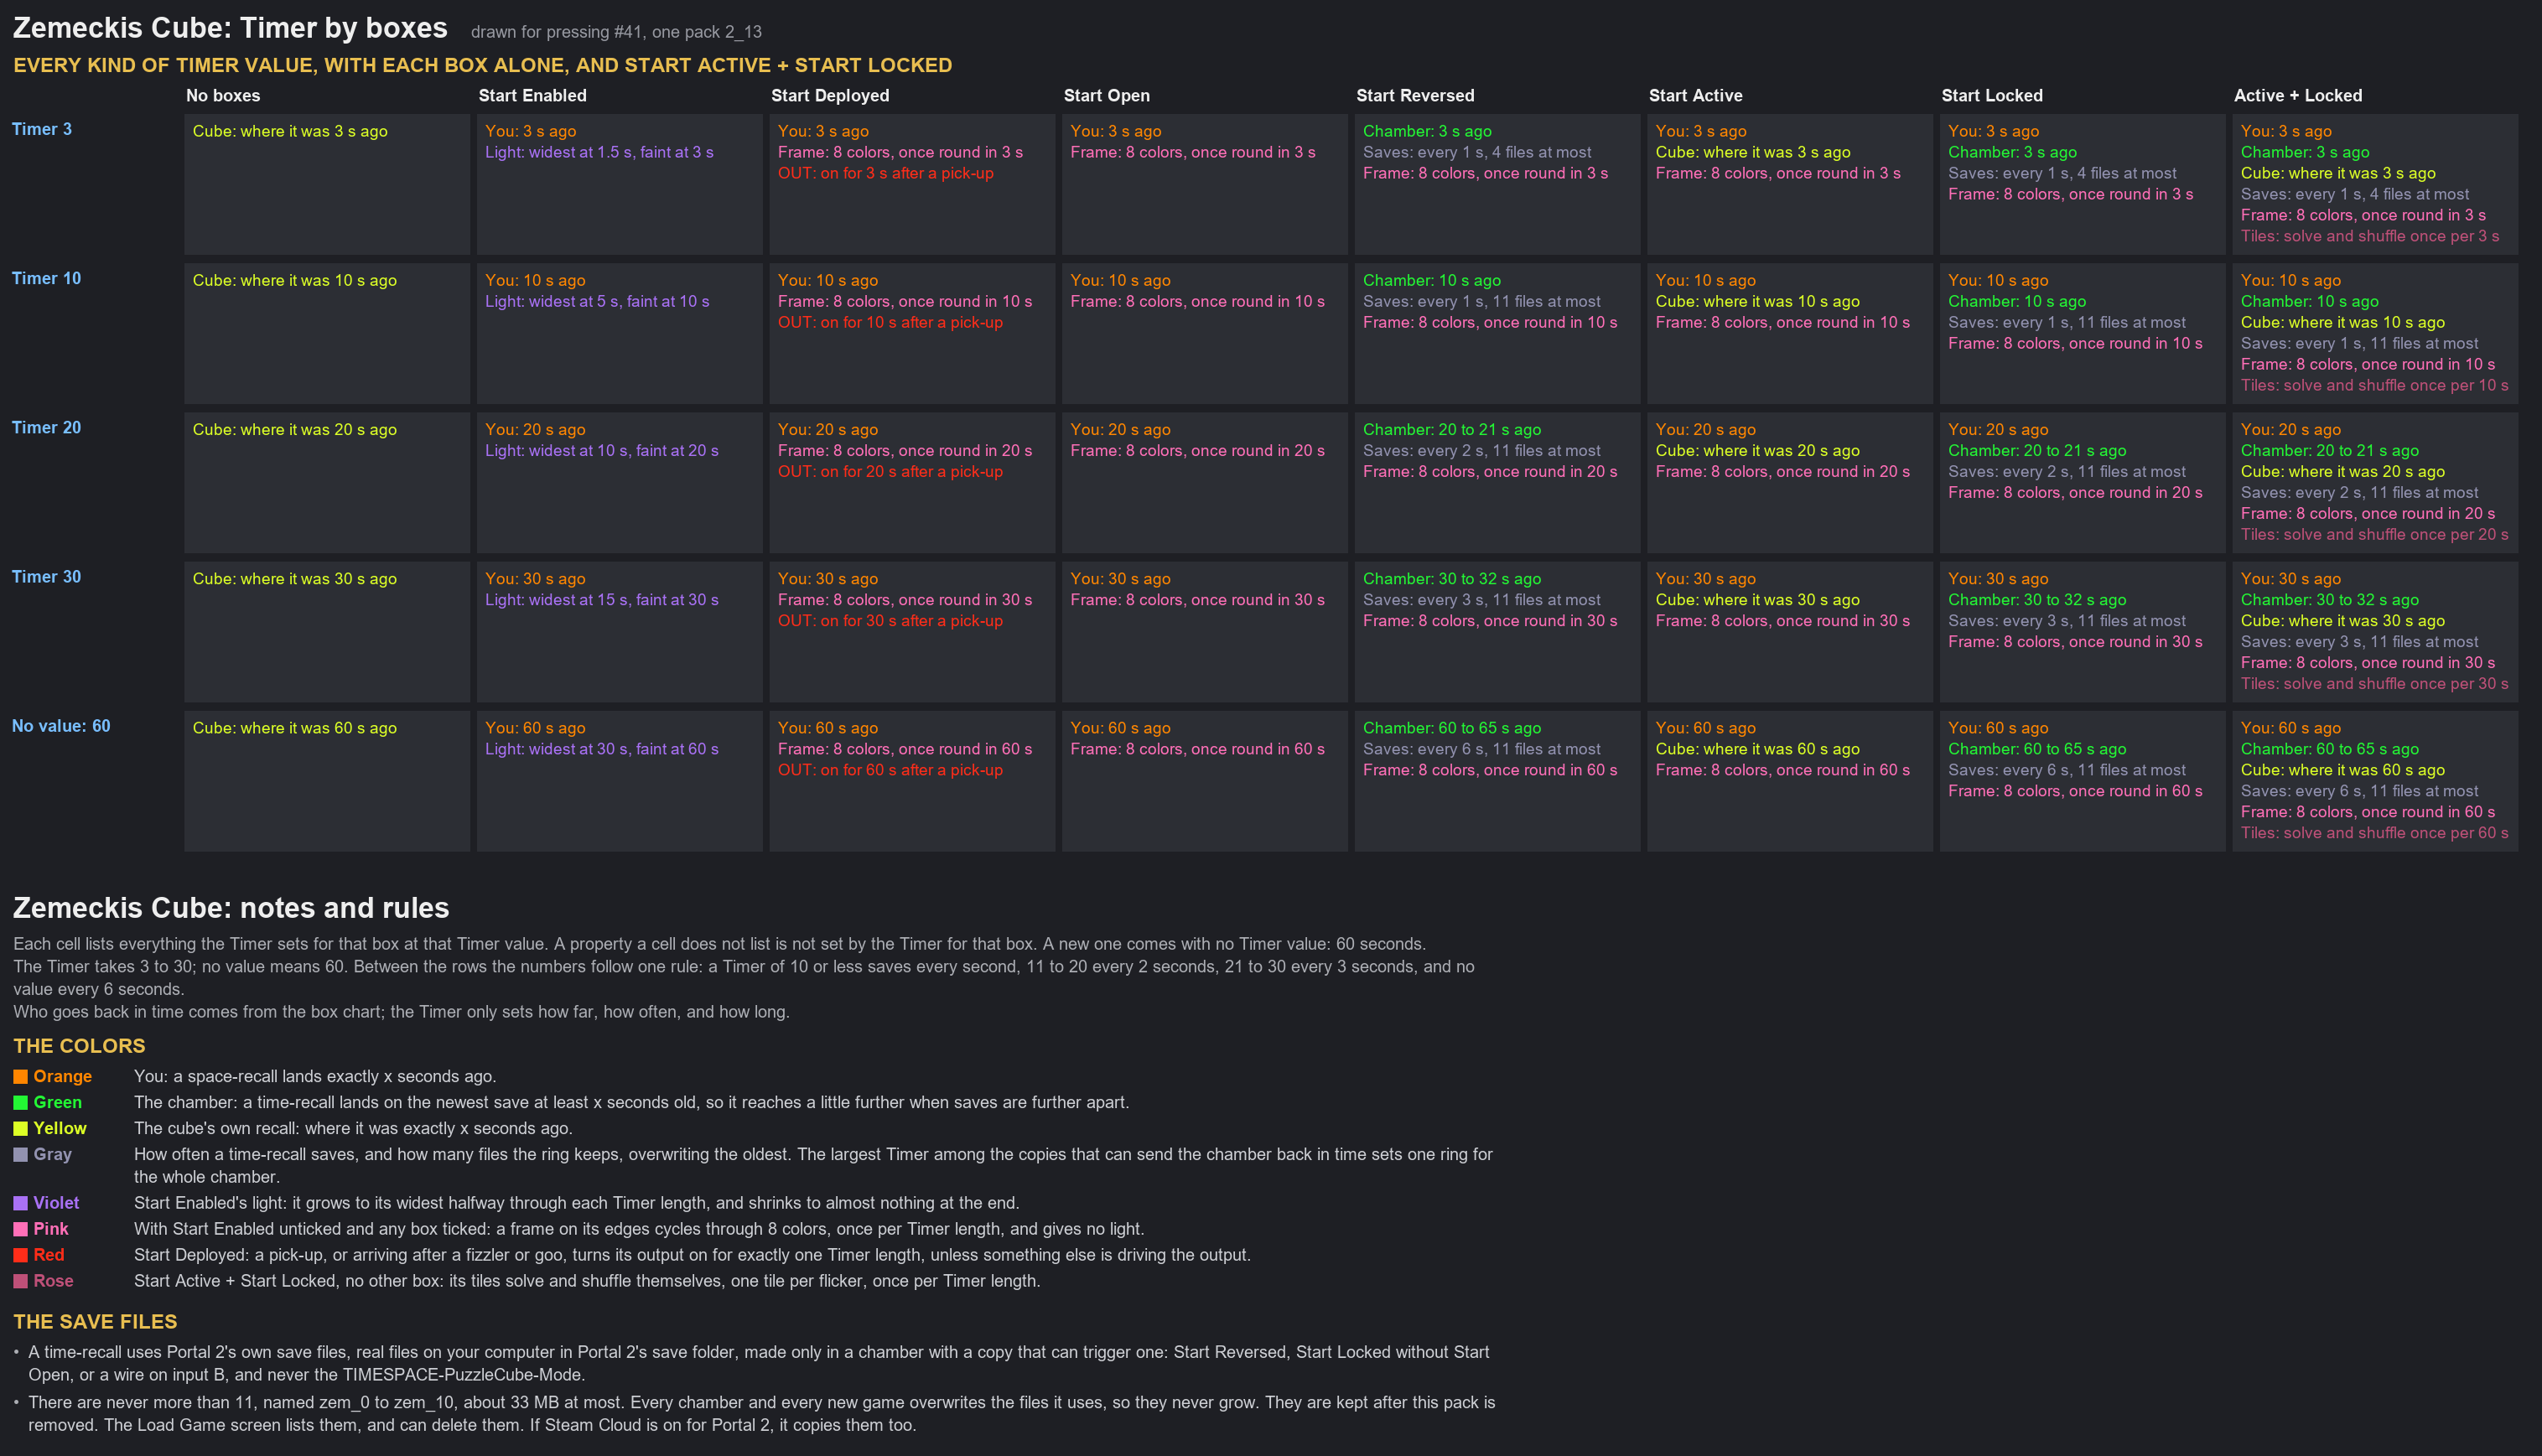 Zemeckis Cube: Timer by boxes drawn for pressing #41, one pack 2_13
EVERY KIND OF TIMER VALUE, WITH EACH BOX ALONE, AND START ACTIVE + START LOCKED
No boxes
Start Enabled
Start Deployed
Start Open
Start Reversed
Start Active
Start Locked
Active + Locked
Timer 3
Cube: where it was 3 s ago
You: 3 s ago
Light: widest at 1.5 s, faint at 3 s
You: 3 s ago
Frame: 8 colors, once round in 3 s
OUT: on for 3 s after a pick-up
You: 3 s ago
Frame: 8 colors, once round in 3 s
Chamber: 3 s ago
Saves: every 1 s, 4 files at most
Frame: 8 colors, once round in 3 s
You: 3 s ago
Cube: where it was 3 s ago
Frame: 8 colors, once round in 3 s
You: 3 s ago
Chamber: 3 s ago
Saves: every 1 s, 4 files at most
Frame: 8 colors, once round in 3 s
You: 3 s ago
Chamber: 3 s ago
Cube: where it was 3 s ago
Saves: every 1 s, 4 files at most
Frame: 8 colors, once round in 3 s
Tiles: solve and shuffle once per 3 s
Timer 10
Cube: where it was 10 s ago
You: 10 s ago
Light: widest at 5 s, faint at 10 s
You: 10 s ago
Frame: 8 colors, once round in 10 s
OUT: on for 10 s after a pick-up
You: 10 s ago
Frame: 8 colors, once round in 10 s
Chamber: 10 s ago
Saves: every 1 s, 11 files at most
Frame: 8 colors, once round in 10 s
You: 10 s ago
Cube: where it was 10 s ago
Frame: 8 colors, once round in 10 s
You: 10 s ago
Chamber: 10 s ago
Saves: every 1 s, 11 files at most
Frame: 8 colors, once round in 10 s
You: 10 s ago
Chamber: 10 s ago
Cube: where it was 10 s ago
Saves: every 1 s, 11 files at most
Frame: 8 colors, once round in 10 s
Tiles: solve and shuffle once per 10 s
Timer 20
Cube: where it was 20 s ago
You: 20 s ago
Light: widest at 10 s, faint at 20 s
You: 20 s ago
Frame: 8 colors, once round in 20 s
OUT: on for 20 s after a pick-up
You: 20 s ago
Frame: 8 colors, once round in 20 s
Chamber: 20 to 21 s ago
Saves: every 2 s, 11 files at most
Frame: 8 colors, once round in 20 s
You: 20 s ago
Cube: where it was 20 s ago
Frame: 8 colors, once round in 20 s
You: 20 s ago
Chamber: 20 to 21 s ago
Saves: every 2 s, 11 files at most
Frame: 8 colors, once round in 20 s
You: 20 s ago
Chamber: 20 to 21 s ago
Cube: where it was 20 s ago
Saves: every 2 s, 11 files at most
Frame: 8 colors, once round in 20 s
Tiles: solve and shuffle once per 20 s
Timer 30
Cube: where it was 30 s ago
You: 30 s ago
Light: widest at 15 s, faint at 30 s
You: 30 s ago
Frame: 8 colors, once round in 30 s
OUT: on for 30 s after a pick-up
You: 30 s ago
Frame: 8 colors, once round in 30 s
Chamber: 30 to 32 s ago
Saves: every 3 s, 11 files at most
Frame: 8 colors, once round in 30 s
You: 30 s ago
Cube: where it was 30 s ago
Frame: 8 colors, once round in 30 s
You: 30 s ago
Chamber: 30 to 32 s ago
Saves: every 3 s, 11 files at most
Frame: 8 colors, once round in 30 s
You: 30 s ago
Chamber: 30 to 32 s ago
Cube: where it was 30 s ago
Saves: every 3 s, 11 files at most
Frame: 8 colors, once round in 30 s
Tiles: solve and shuffle once per 30 s
No value: 60
Cube: where it was 60 s ago
You: 60 s ago
Light: widest at 30 s, faint at 60 s
You: 60 s ago
Frame: 8 colors, once round in 60 s
OUT: on for 60 s after a pick-up
You: 60 s ago
Frame: 8 colors, once round in 60 s
Chamber: 60 to 65 s ago
Saves: every 6 s, 11 files at most
Frame: 8 colors, once round in 60 s
You: 60 s ago
Cube: where it was 60 s ago
Frame: 8 colors, once round in 60 s
You: 60 s ago
Chamber: 60 to 65 s ago
Saves: every 6 s, 11 files at most
Frame: 8 colors, once round in 60 s
You: 60 s ago
Chamber: 60 to 65 s ago
Cube: where it was 60 s ago
Saves: every 6 s, 11 files at most
Frame: 8 colors, once round in 60 s
Tiles: solve and shuffle once per 60 s
Zemeckis Cube: notes and rules
Each cell lists everything the Timer sets for that box at that Timer value. A property a cell does not list is not set by the Timer for that box. A new one comes with no Timer value: 60 seconds.
The Timer takes 3 to 30; no value means 60. Between the rows the numbers follow one rule: a Timer of 10 or less saves every second, 11 to 20 every 2 seconds, 21 to 30 every 3 seconds, and no
value every 6 seconds.
Who goes back in time comes from the box chart; the Timer only sets how far, how often, and how long.
THE COLORS
Orange You: a space-recall lands exactly x seconds ago.
Green The chamber: a time-recall lands on the newest save at least x seconds old, so it reaches a little further when saves are further apart.
Yellow The cube's own recall: where it was exactly x seconds ago.
Gray How often a time-recall saves, and how many files the ring keeps, overwriting the oldest. The largest Timer among the copies that can send the chamber back in time sets one ring for
the whole chamber.
Violet Start Enabled's light: it grows to its widest halfway through each Timer length, and shrinks to almost nothing at the end.
Pink With Start Enabled unticked and any box ticked: a frame on its edges cycles through 8 colors, once per Timer length, and gives no light.
Red Start Deployed: a pick-up, or arriving after a fizzler or goo, turns its output on for exactly one Timer length, unless something else is driving the output.
Rose Start Active + Start Locked, no other box: its tiles solve and shuffle themselves, one tile per flicker, once per Timer length.
THE SAVE FILES
• A time-recall uses Portal 2's own save files, real files on your computer in Portal 2's save folder, made only in a chamber with a copy that can trigger one: Start Reversed, Start Locked without Start
Open, or a wire on input B, and never the TIMESPACE-PuzzleCube-Mode.
• There are never more than 11, named zem_0 to zem_10, about 33 MB at most. Every chamber and every new game overwrites the files it uses, so they never grow. They are kept after this pack is
removed. The Load Game screen lists them, and can delete them. If Steam Cloud is on for Portal 2, it copies them too.